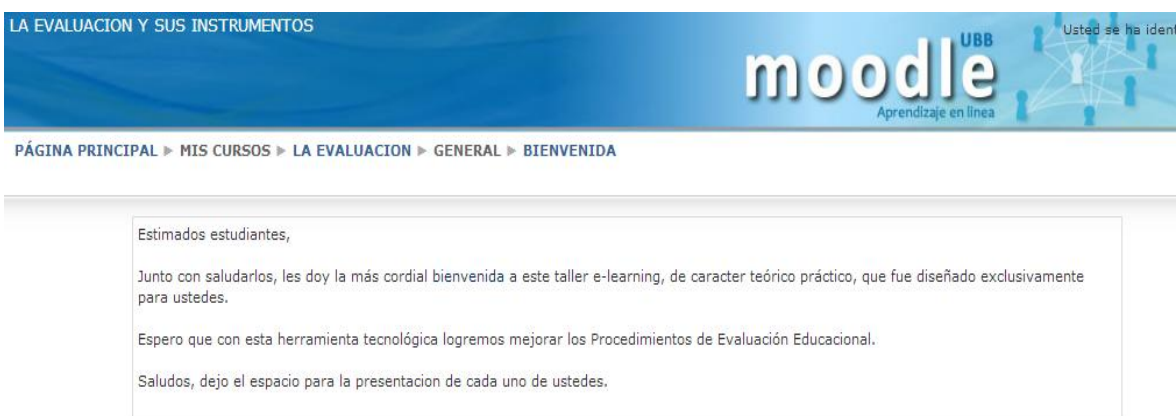 LA EVALUACION Y SUS INSTRUMENTOS
Usted se ha
UBB
moodle
Aprendizaje en línea
PÁGINA PRINCIPAL ► MIS CURSOS ► LA EVALUACION ► GENERAL ► BIENVENIDA
Estimados estudiantes,
Junto con saludarlos, les doy la más cordial bienvenida a este taller e-learning, de caracter teórico práctico, que fue diseñado exclusivamente
para ustedes.
Espero que con esta herramienta tecnológica logremos mejorar los Procedimientos de Evaluación Educacional.
Saludos, dejo el espacio para la presentacion de cada uno de ustedes.